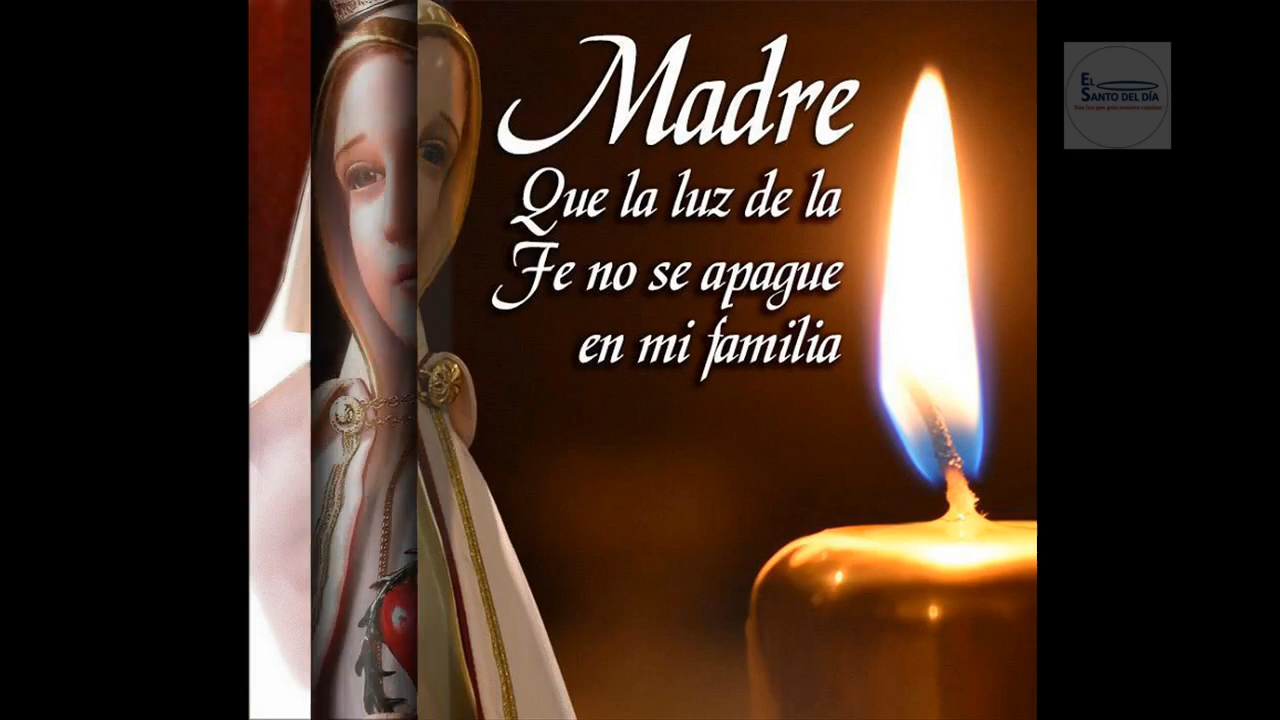 Madre
Que la luz de la
Fe no se apague
en mi familia
EL
SANTO DEL DÍA